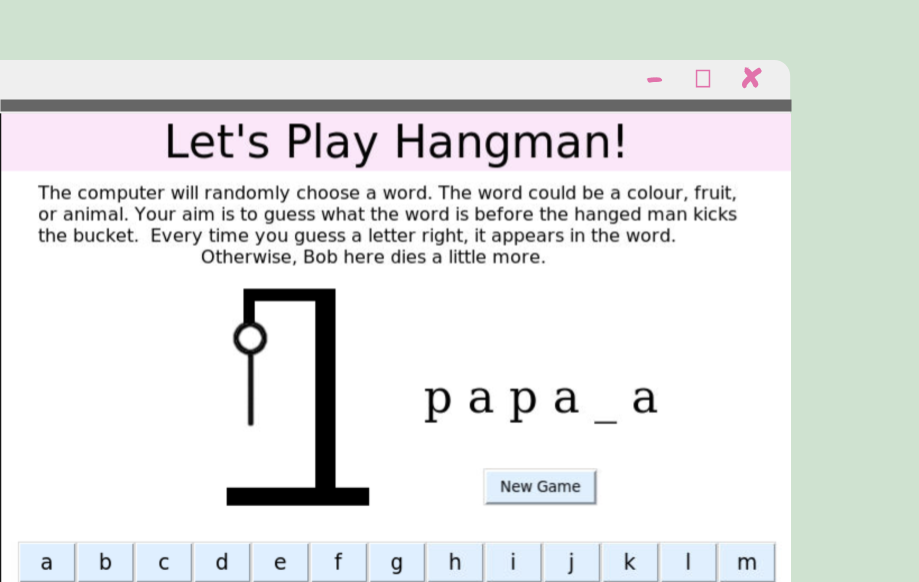 Let's Play Hangman!
The computer will randomly choose a word. The word could be a colour, fruit,
or animal. Your aim is to guess what the word is before the hanged man kicks
the bucket.  Every time you guess a letter right, it appears in the word.
Otherwise, Bob here dies a little more.
p a p a _ a
New Game
a b c d e f g h i j k l m